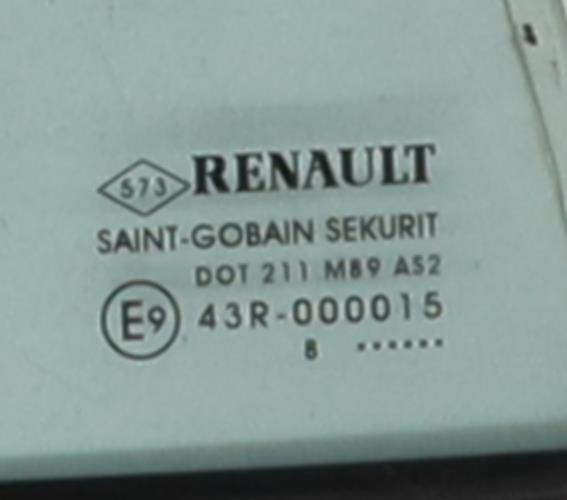 573 RENAULT
SAINT-GOBAIN SEKURIT
DOT 211 M89 AS2
E9 43R-000015
8 ••••••